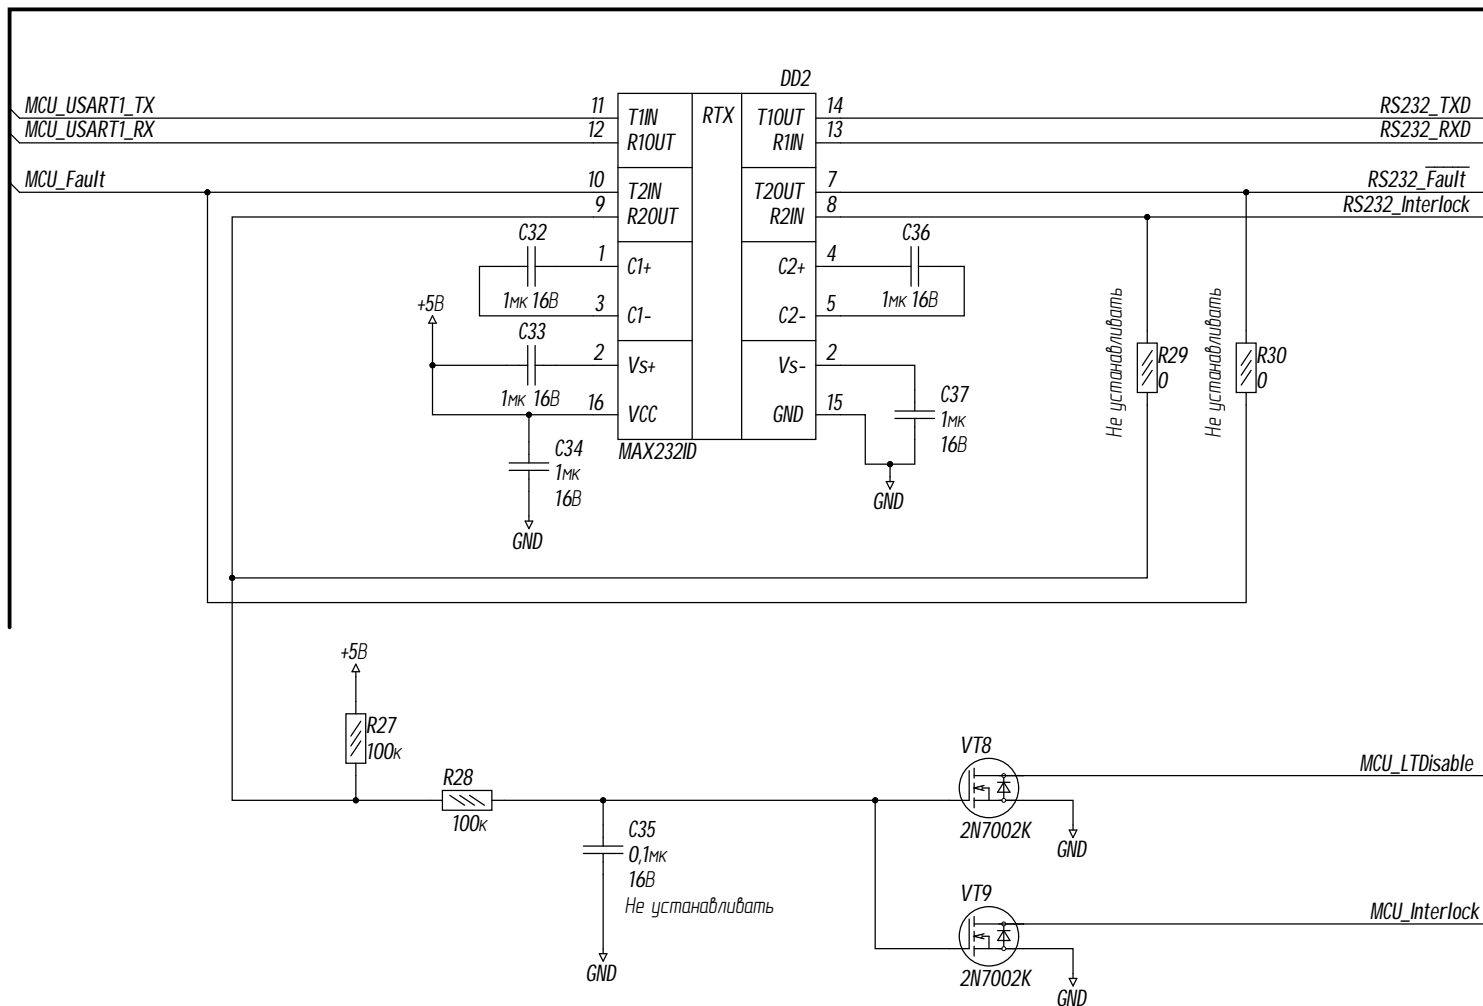 DD2
MCU_USART1_TX
11
T1IN
RTX
T1OUT
14
RS232_TXD
MCU_USART1_RX
12
R1OUT
R1IN
13
RS232_RXD
MCU_Fault
10
T2IN
T2OUT
7
RS232_Fault
9
R2OUT
R2IN
8
RS232_Interlock
C32
1мк 16В
1
C1+
3
C1-
C2+
4
C2-
5
C36
1мк 16В
+5В
C33
1мк 16В
2
Vs+
16
VCC
Vs-
2
GND
15
C37
1мк
16В
MAX232ID
C34
1мк
16В
GND
GND
Не устанавливать
R29
0
Не устанавливать
R30
0
+5В
R27
100к
R28
100к
C35
0,1мк
16В
Не устанавливать
GND
VT8
2N7002K
MCU_LTDisable
GND
VT9
2N7002K
MCU_Interlock
GND